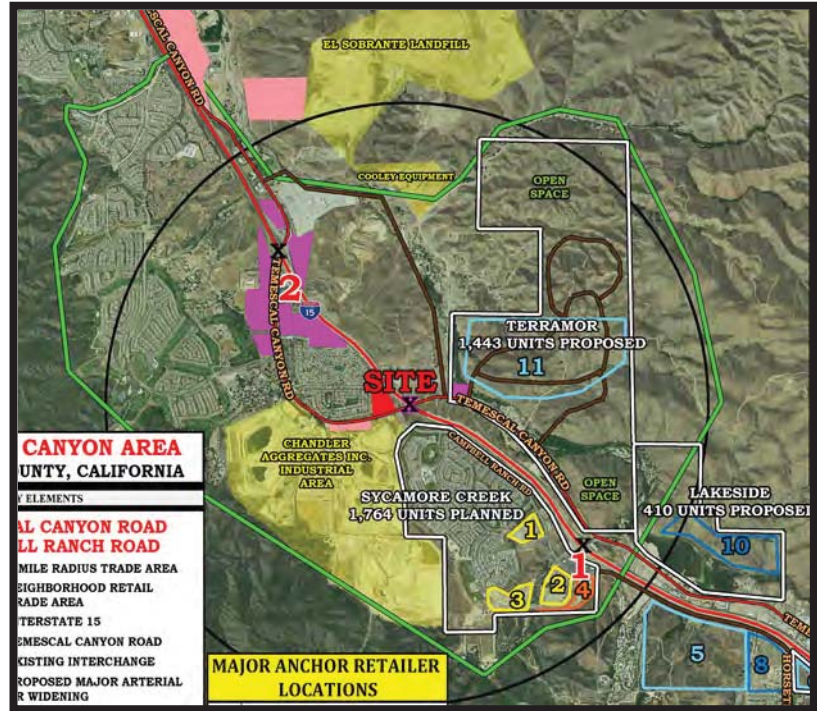 EL SOBRANTE LANDFILL
TEMESCAL CANYON RD
COOLEY EQUIPMENT
OPEN
SPACE
X
2
TEMESCAL CANYON RD
15
TERRAMOR
1,443 UNITS PROPOSED
11
SITE
X
TEMESCAL CANYON RD
CAMPBELL RANCH RD
CHANDLER
AGGREGATES INC.
INDUSTRIAL
AREA
SYCAMORE CREEK
1,764 UNITS PLANNED
OPEN
SPACE
LAKESIDE
410 UNITS PROPOSE
10
1
X
1
2
4
3
5
8
CANYON AREA
OUNTY, CALIFORNIA
Y ELEMENTS
AL CANYON ROAD
LL RANCH ROAD
MILE RADIUS TRADE AREA
EIGHBORHOOD RETAIL
RADE AREA
NTERSTATE 15
EMESCAL CANYON ROAD
XISTING INTERCHANGE
ROPOSED MAJOR ARTERIAL
R WIDENING
MAJOR ANCHOR RETAILER
LOCATIONS
TEME
HORSET